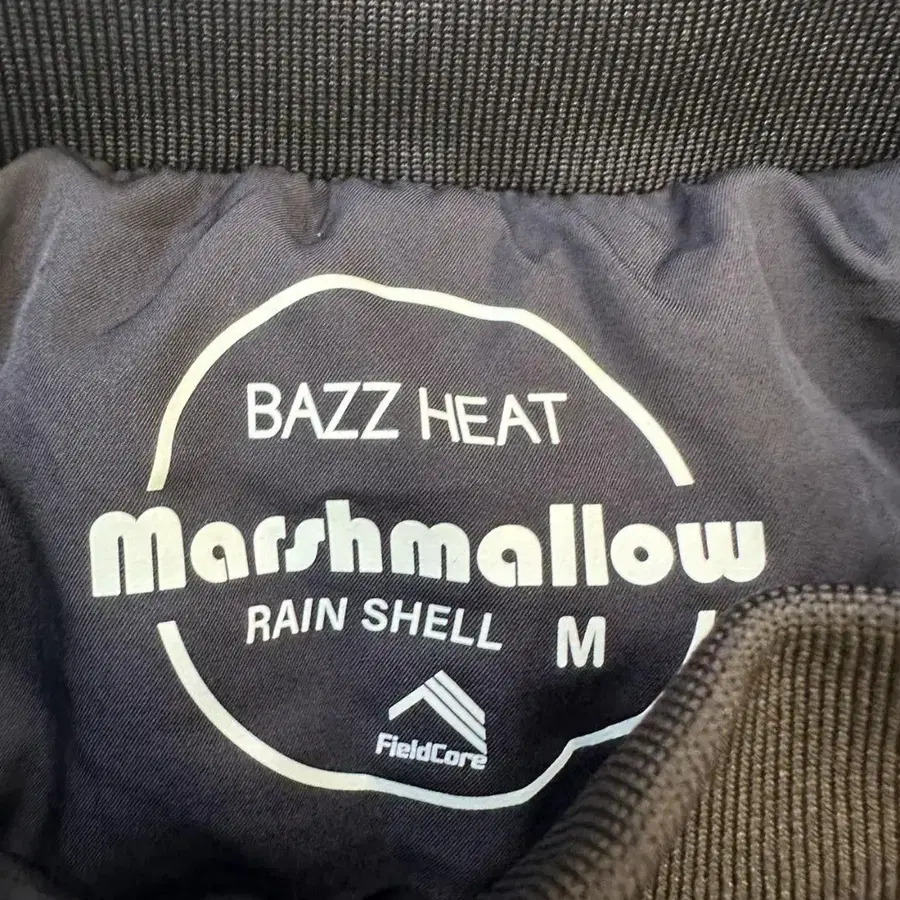 BAZZ HEAT
Marshmallow
RAIN SHELL M
FieldCore